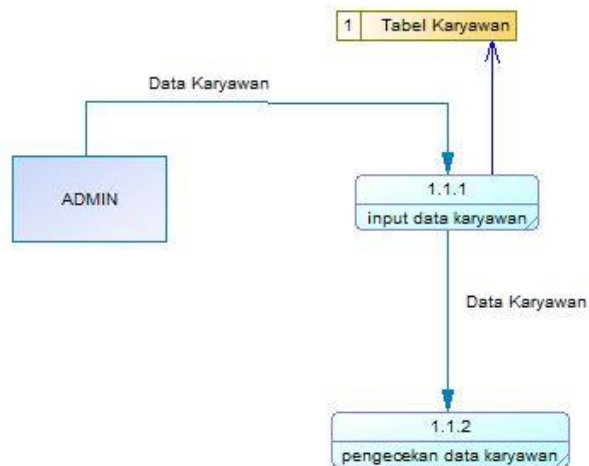 1 Tabel Karyawan
Data Karyawan
ADMIN
1.1.1
input data karyawan
Data Karyawan
1.1.2
pengecekan data karyawan